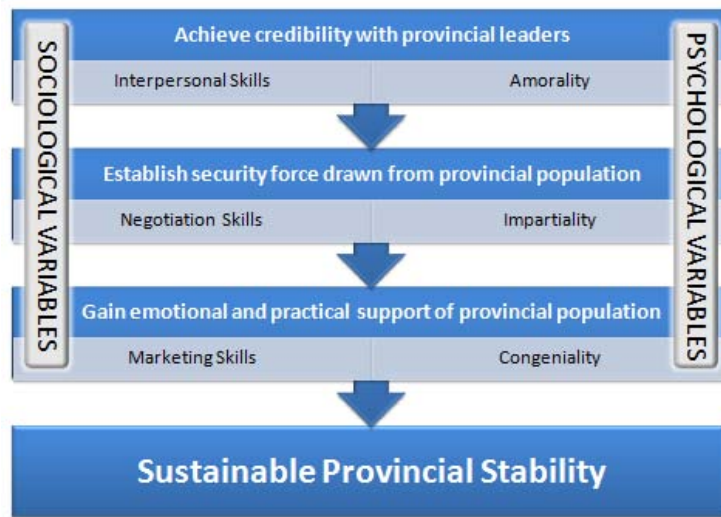 SOCIOLOGICAL VARIABLES
PSYCHOLOGICAL VARIABLES
Achieve credibility with provincial leaders
Interpersonal Skills Amorality
Establish security force drawn from provincial population
Negotiation Skills Impartiality
Gain emotional and practical support of provincial population
Marketing Skills Congeniality
Sustainable Provincial Stability